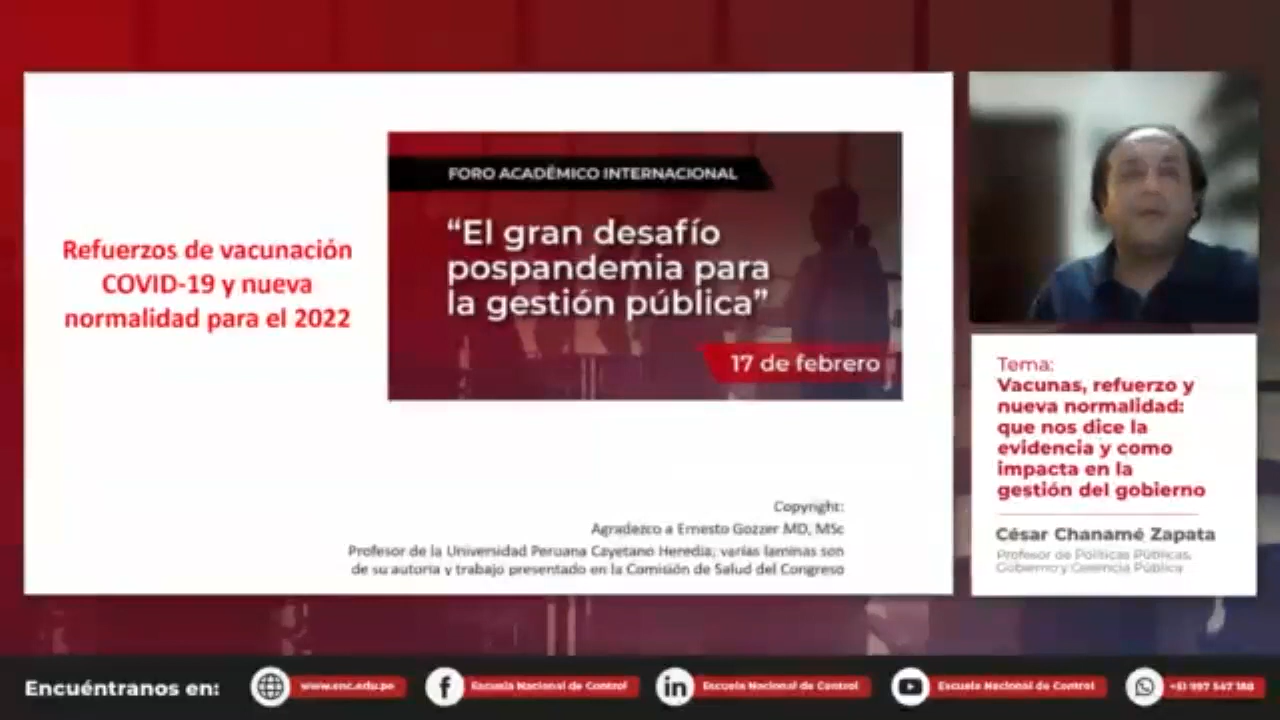 Refuerzos de vacunación
COVID-19 y nueva
normalidad para el 2022
FORO ACADÉMICO INTERNACIONAL
“El gran desafío
pospandemia para
la gestión pública”
17 de febrero
Copyright:
Agradezco a Ernesto Gozzer MD, MSc
Profesor de la Universidad Peruana Cayetano Heredia; varias laminas son
de su autoria y trabajo presentado en la Comisión de Salud del Congreso
Tema:
Vacunas, refuerzo y
nueva normalidad:
que nos dice la
evidencia y como
impacta en la
gestión del gobierno
César Chanamé Zapata
Profesor de Políticas Públicas,
Gobierno y Gerencia Pública
Encuéntranos en:
www.enc.edu.pe
Escuela Nacional de Control
Escuela Nacional de Control
Escuela Nacional de Control
+51 997 547 188